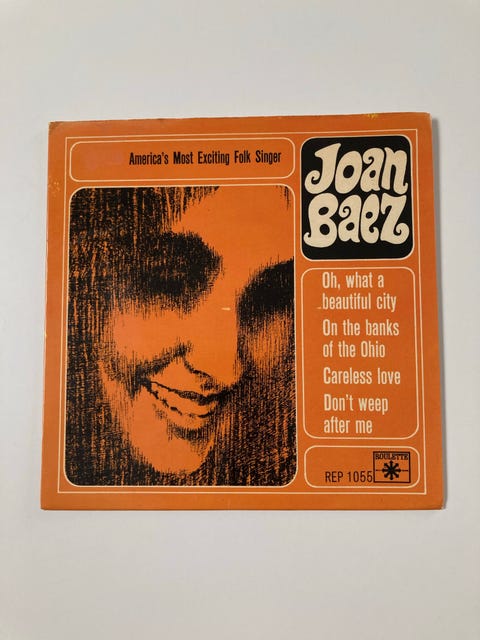 America's Most Exciting Folk Singer
Joan
Baez
Oh, what a
beautiful city
On the banks
of the Ohio
Careless love
Don't weep
after me
ROULETTE
REP 1055